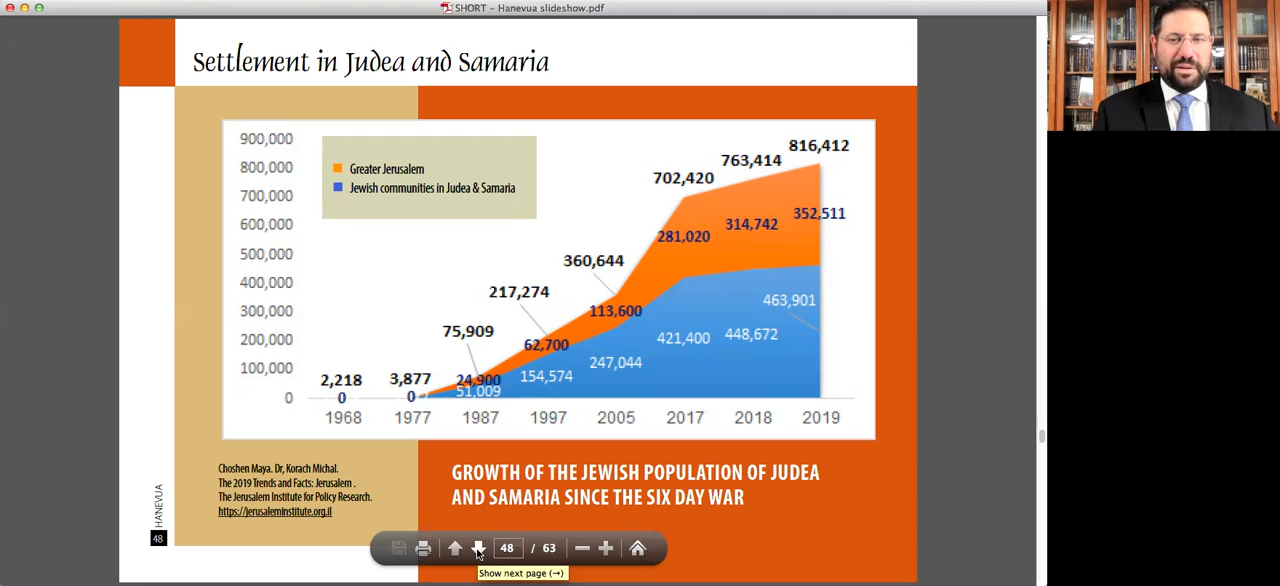 SHORT - Hanevua slideshow.pdf
Settlement in Judea and Samaria
900,000
800,000
700,000
600,000
500,000
400,000
300,000
200,000
100,000
0
Greater Jerusalem
Jewish communities in Judea & Samaria
2,218
3,877
75,909
217,274
360,644
702,420
763,414
816,412
0
0
24,900
62,700
113,600
281,020
314,742
352,511
51,009
154,574
247,044
421,400
448,672
463,901
1968 1977 1987 1997 2005 2017 2018 2019
Choshen Maya. Dr, Korach Michal.
The 2019 Trends and Facts: Jerusalem .
The Jerusalem Institute for Policy Research.
https://jerusaleminstitute.org.il
GROWTH OF THE JEWISH POPULATION OF JUDEA
AND SAMARIA SINCE THE SIX DAY WAR
HANEVUA
48
48 / 63
Show next page (→)